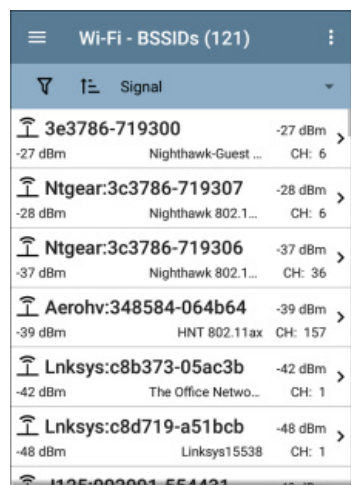 Wi-Fi - BSSIDs (121)
Signal
3e3786-719300 -27 dBm
-27 dBm Nighthawk-Guest ... CH: 6
Ntgear:3c3786-719307 -28 dBm
-28 dBm Nighthawk 802.1... CH: 6
Ntgear:3c3786-719306 -37 dBm
-37 dBm Nighthawk 802.1... CH: 36
Aerohv:348584-064b64 -39 dBm
-39 dBm HNT 802.11ax CH: 157
Lnksys:c8b373-05ac3b -42 dBm
-42 dBm The Office Netwo... CH: 1
Lnksys:c8d719-a51bcb -48 dBm
-48 dBm Linksys15538 CH: 1